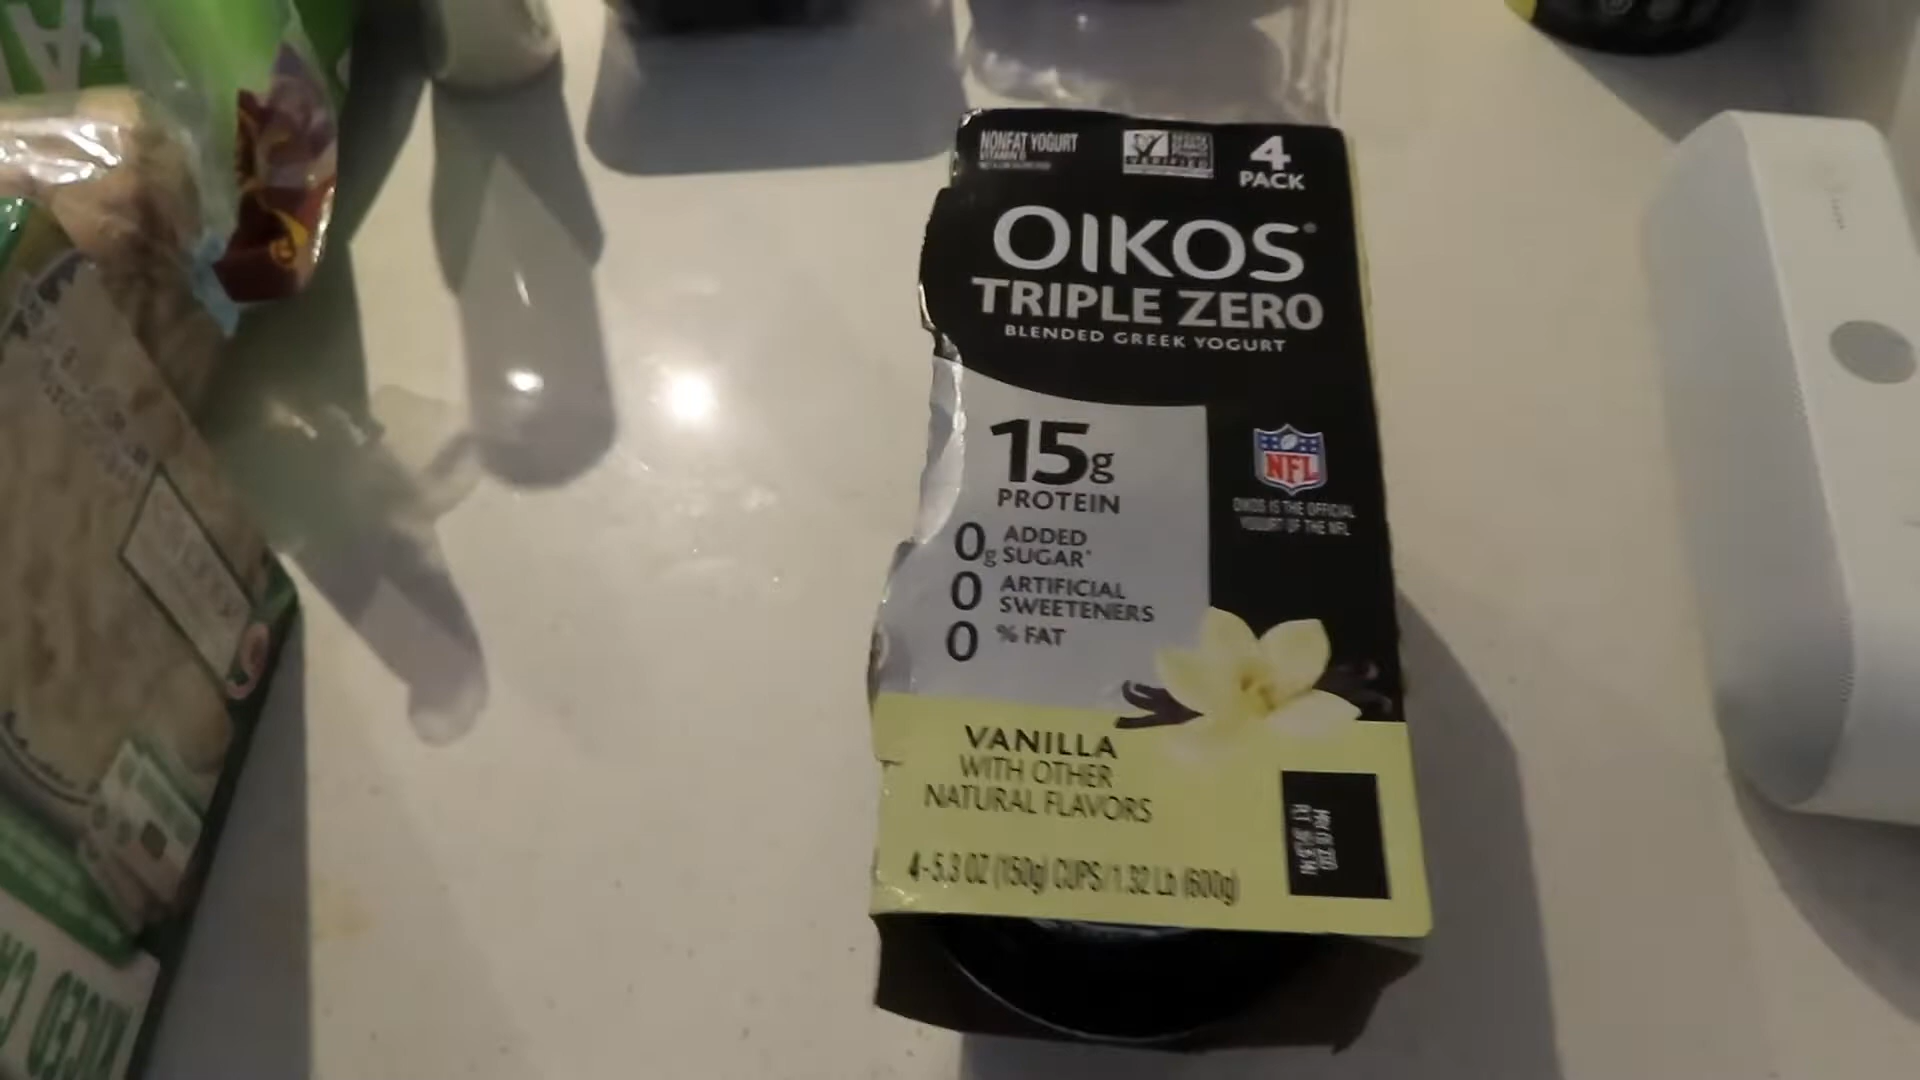 NONFAT YOGURT
VITAMIN D
VERIFIED
4
PACK
OIKOS®
TRIPLE ZERO
BLENDED GREEK YOGURT
15g
PROTEIN
0g ADDED SUGAR*
0 ARTIFICIAL SWEETENERS
0 % FAT
NFL
OIKOS IS THE OFFICIAL
YOGURT OF THE NFL
VANILLA
WITH OTHER
NATURAL FLAVORS
4-5.3 OZ (150g) CUPS/1.32 Lb (600g)